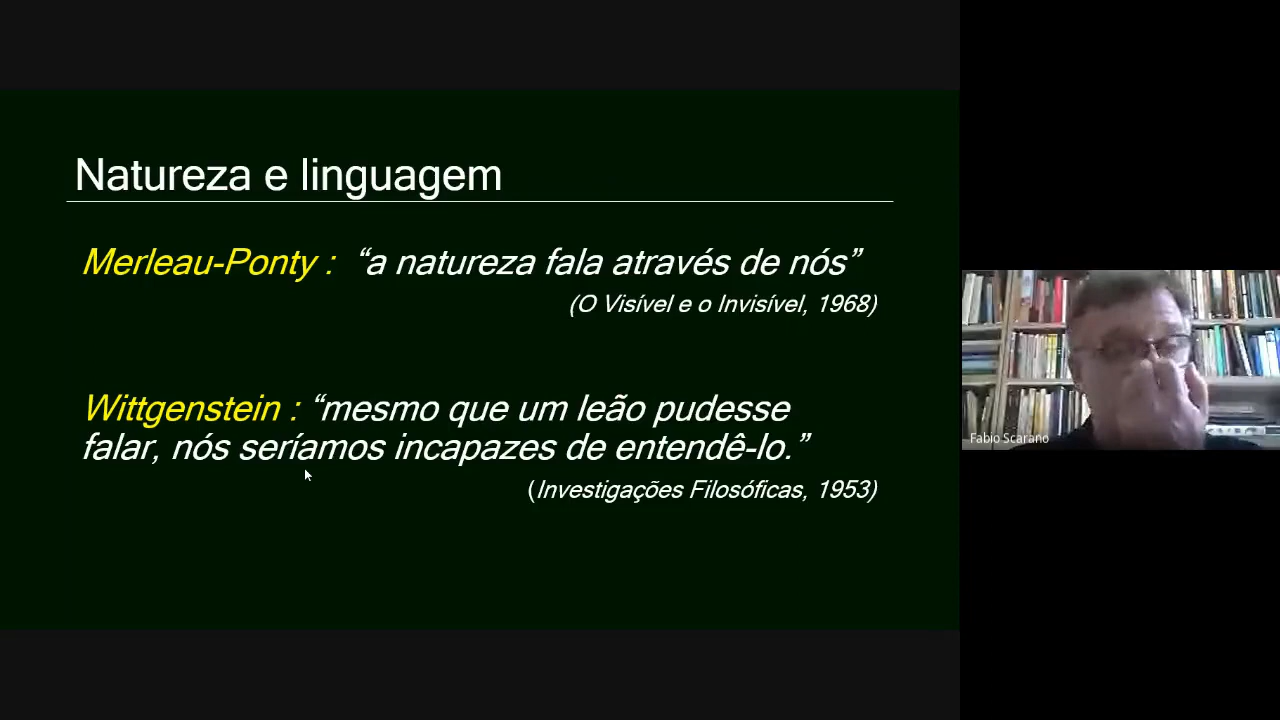 Natureza e linguagem
Merleau-Ponty : “a natureza fala através de nós”
(O Visível e o Invisível, 1968)
Wittgenstein : “mesmo que um leão pudesse
falar, nós seríamos incapazes de entendê-lo.”
(Investigações Filosóficas, 1953)
Fabio Scarano